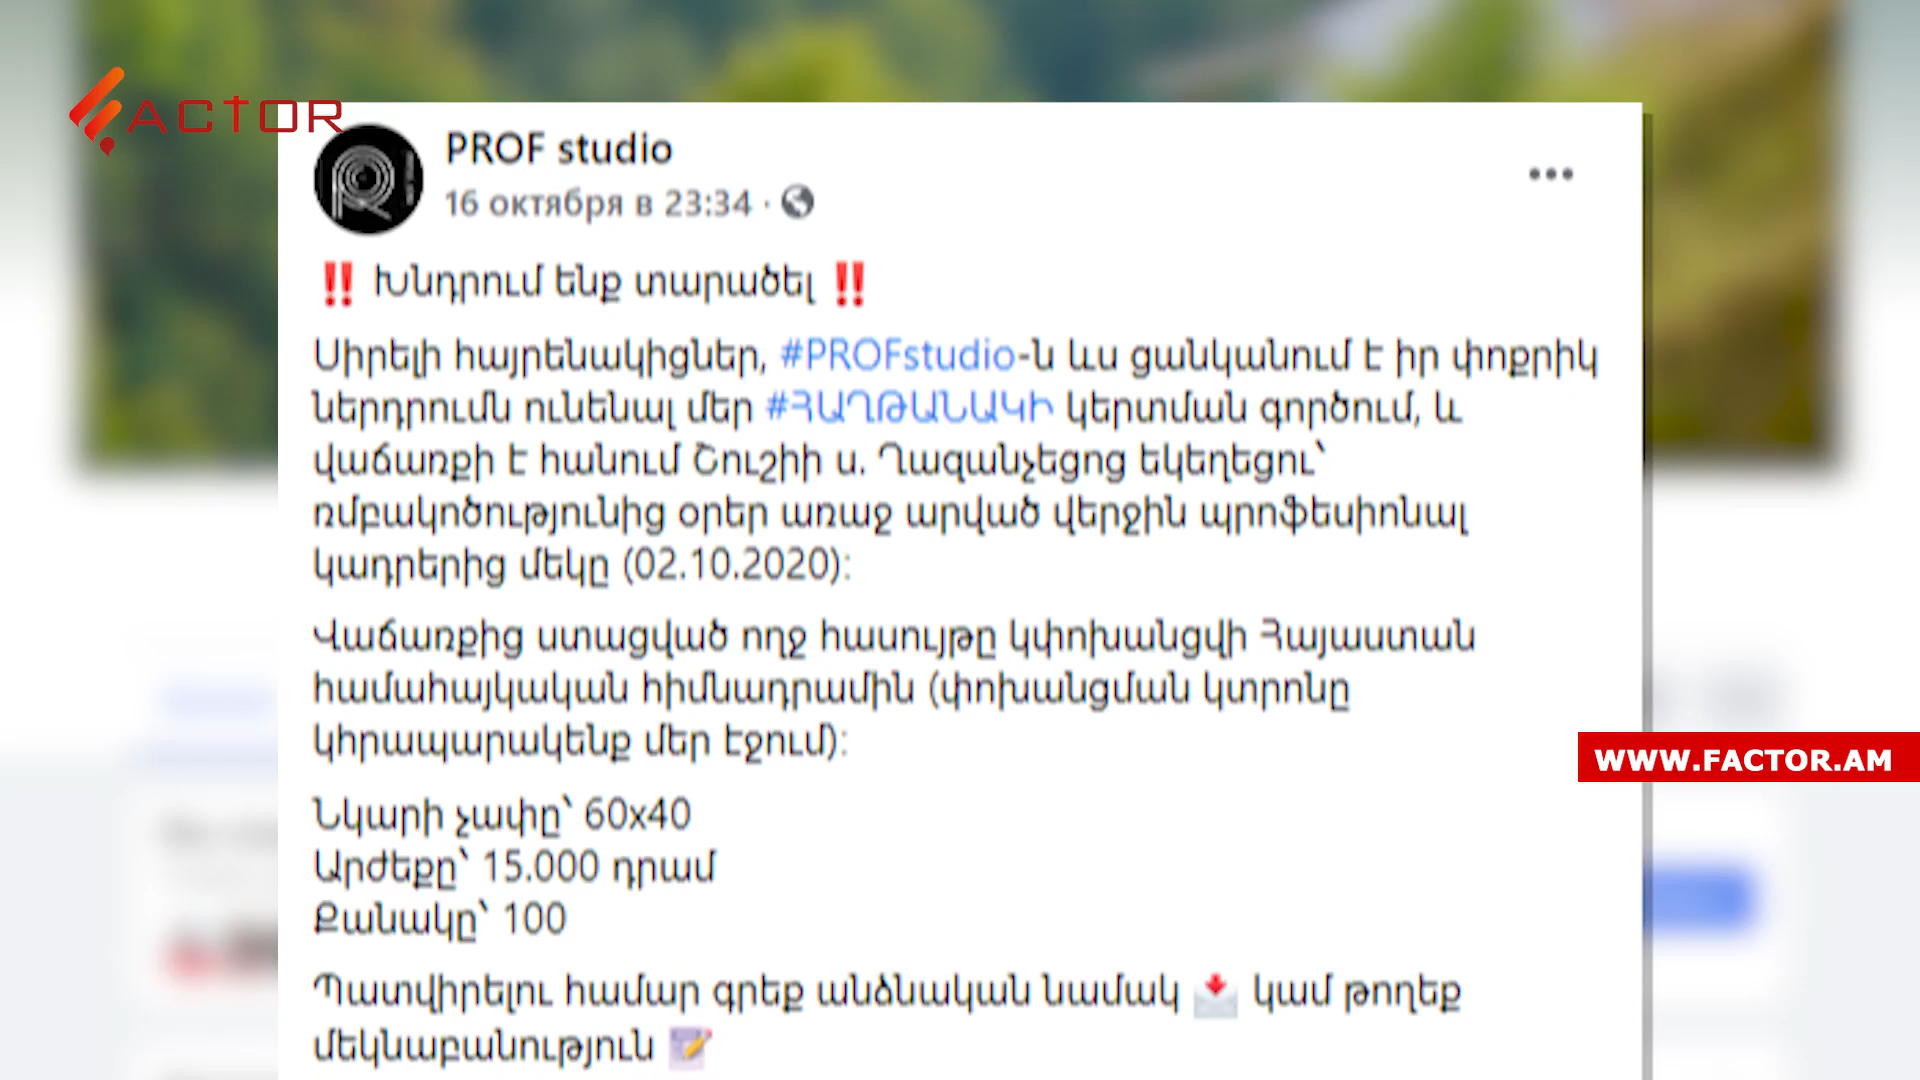 FACTOR
PROF studio
16 октября в 23:34 ·
‼ Խնդրում ենք տարածել ‼
Սիրելի հայրենակիցներ, #PROFstudio-ն ևս ցանկանում է իր փոքրիկ
ներդրումն ունենալ մեր #ՀԱՂԹԱՆԱԿԻ կերտման գործում, և
վաճառքի է հանում Շուշիի ս. Ղազանչեցոց եկեղեցու՝
ռմբակոծությունից օրեր առաջ արված վերջին պրոֆեսիոնալ
կադրերից մեկը (02.10.2020):
Վաճառքից ստացված ողջ հասույթը կփոխանցվի Հայաստան
համահայկական հիմնադրամին (փոխանցման կտրոնը
կհրապարակենք մեր էջում):
WWW.FACTOR.AM
Նկարի չափը՝ 60x40
Արժեքը՝ 15.000 դրամ
Քանակը՝ 100
Պատվիրելու համար գրեք անձնական նամակ 📩 կամ թողեք
մեկնաբանություն 📝